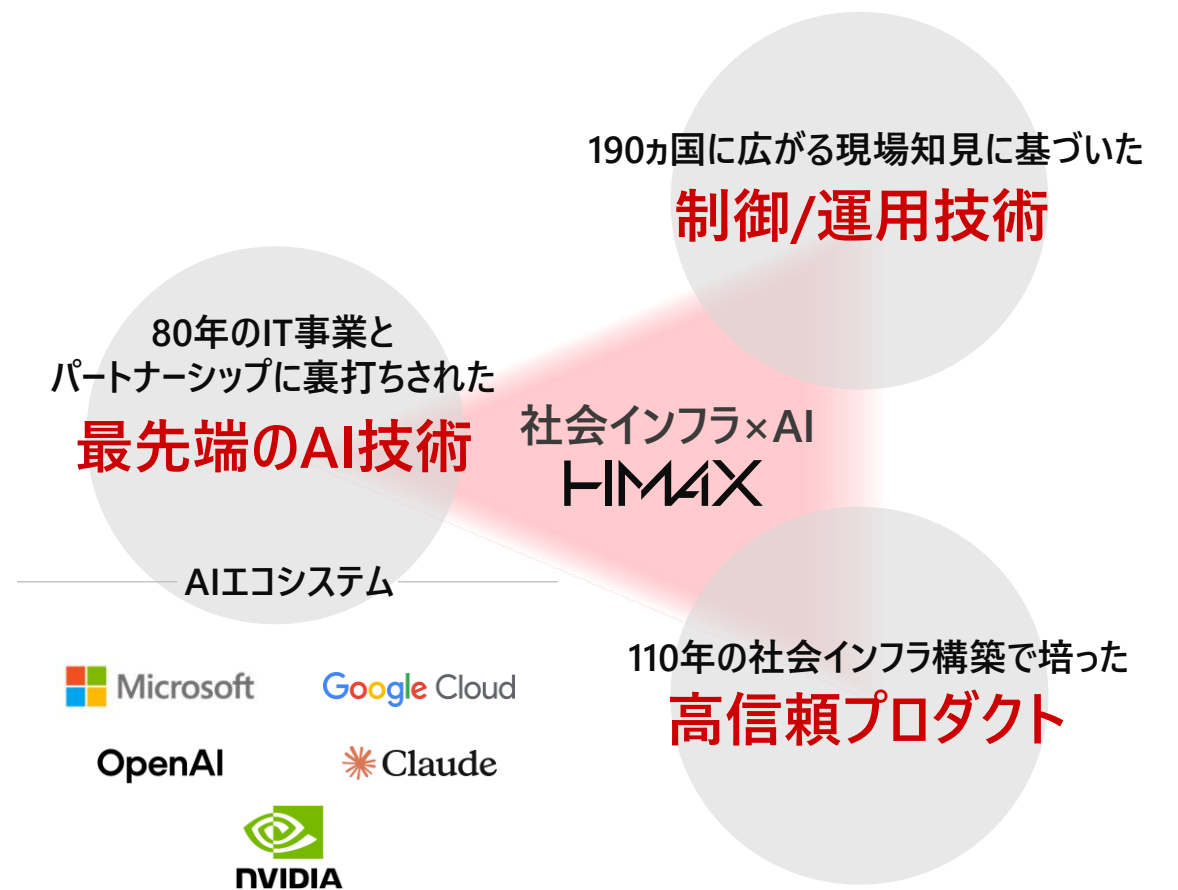 190ヵ国に広がる現場知見に基づいた
制御/運用技術
80年のIT事業と
パートナーシップに裏打ちされた
最先端のAI技術
社会インフラ×AI
HMAX
AIエコシステム
Microsoft
Google Cloud
OpenAI
Claude
NVIDIA
110年の社会インフラ構築で培った
高信頼プロダクト